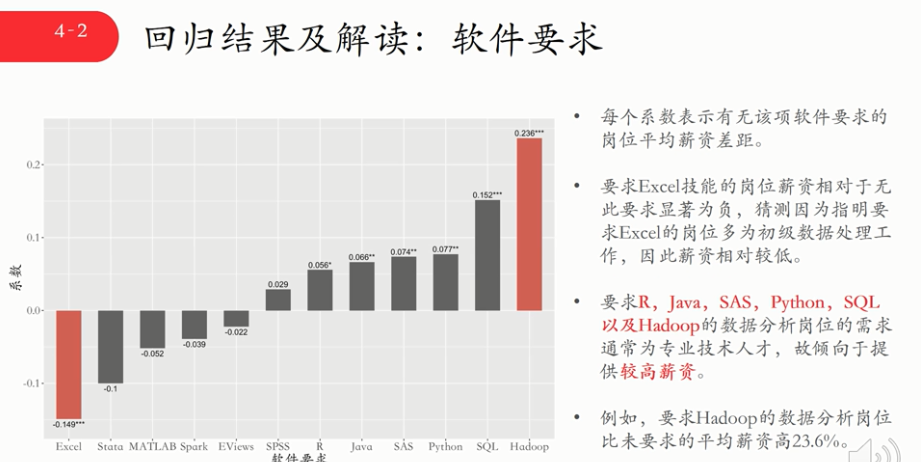 4-2
回归结果及解读：软件要求
系数
0.2
0.1
0.0
-0.1
-0.149***
-0.1
-0.052
-0.039
-0.022
0.029
0.056*
0.066**
0.074**
0.077**
0.152***
0.236***
Excel Stata MATLAB Spark EViews SPSS R Java SAS Python SQL Hadoop
软件要求
• 每个系数表示有无该项软件要求的
岗位平均薪资差距。
• 要求Excel技能的岗位薪资相对于无
此要求显著为负，猜测因为指明要
求Excel的岗位多为初级数据处理工
作，因此薪资相对较低。
• 要求R，Java，SAS，Python，SQL
以及Hadoop的数据分析岗位的需求
通常为专业技术人才，故倾向于提
供较高薪资。
• 例如，要求Hadoop的数据分析岗位
比未要求的平均薪资高23.6%。